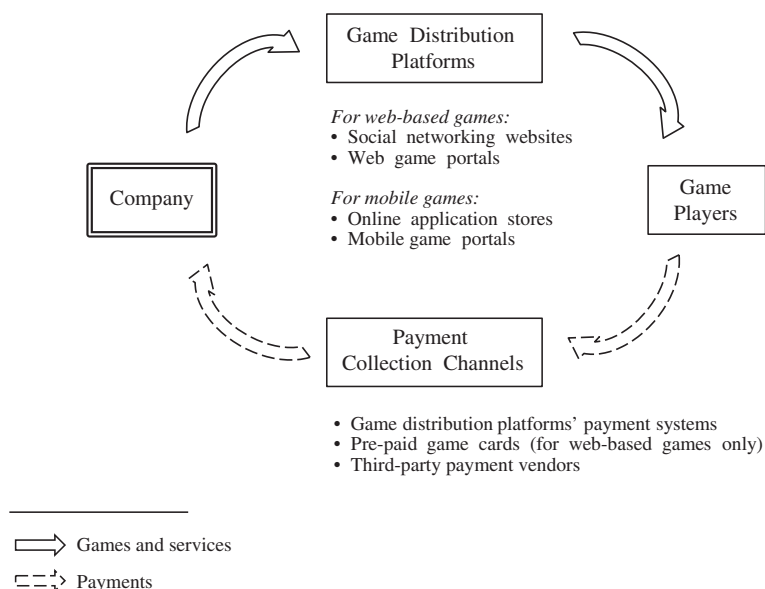 Game Distribution
Platforms
For web-based games:
• Social networking websites
• Web game portals
For mobile games:
• Online application stores
• Mobile game portals
Company
Game
Players
Payment
Collection Channels
• Game distribution platforms’ payment systems
• Pre-paid game cards (for web-based games only)
• Third-party payment vendors
Games and services
Payments